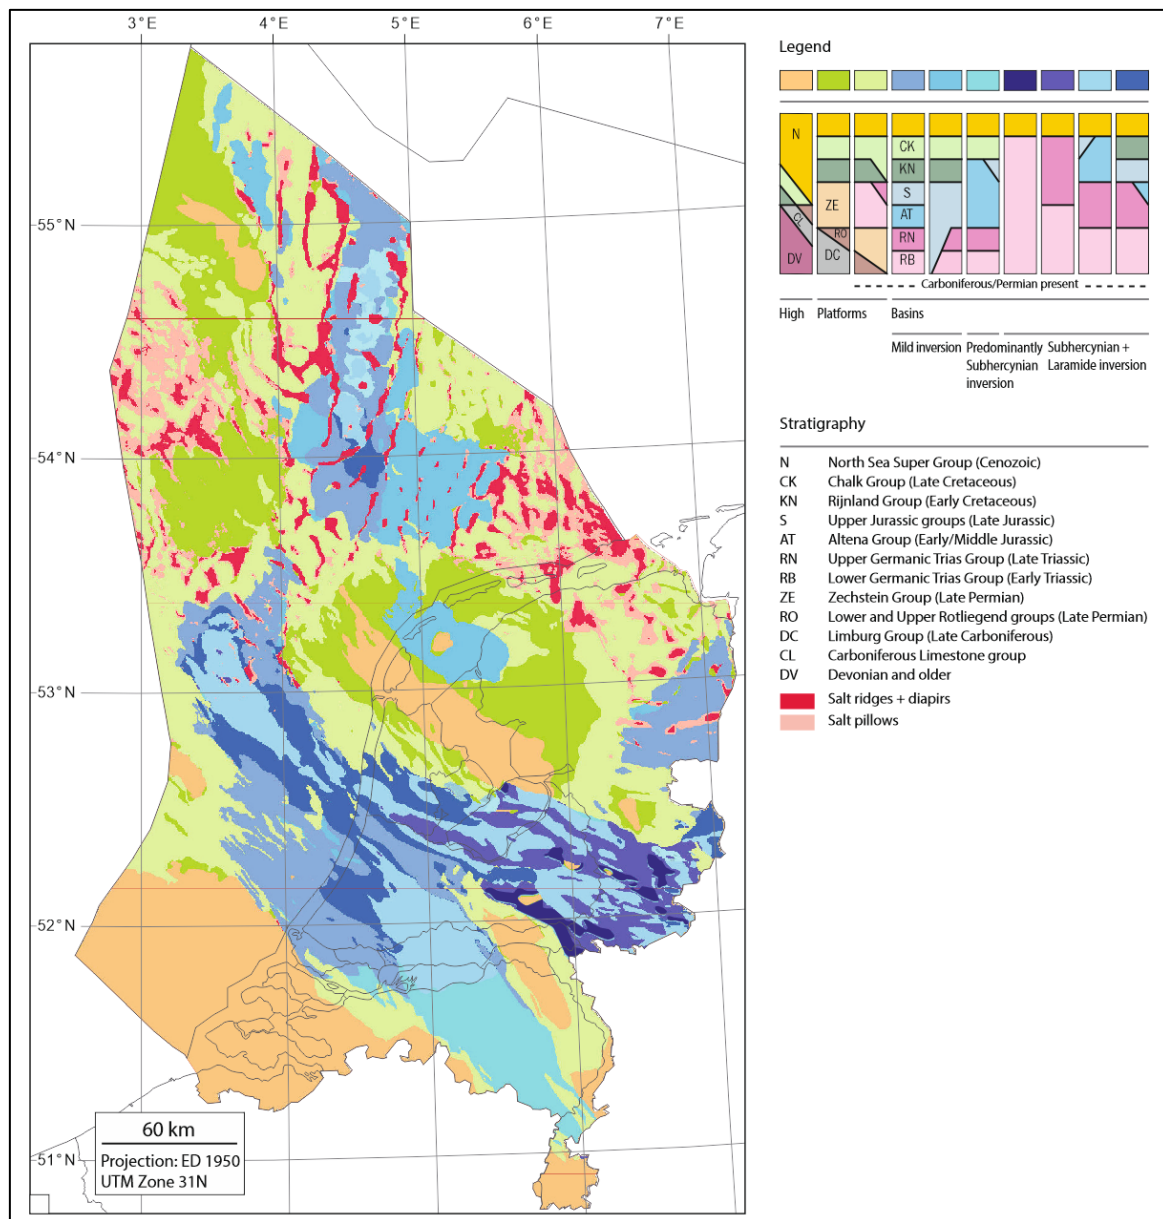 3°E 4°E 5°E 6°E 7°E
55°N
54°N
53°N
52°N
51°N
60 km
Projection: ED 1950
UTM Zone 31N
Legend
N CK
KN
ZE S
CL AT
RO RN
DV DC RB
Carboniferous/Permian present
High Platforms Basins
Mild inversion Predominantly Subhercynian +
Subhercynian Laramide inversion
inversion
Stratigraphy
N North Sea Super Group (Cenozoic)
CK Chalk Group (Late Cretaceous)
KN Rijnland Group (Early Cretaceous)
S Upper Jurassic groups (Late Jurassic)
AT Altena Group (Early/Middle Jurassic)
RN Upper Germanic Trias Group (Late Triassic)
RB Lower Germanic Trias Group (Early Triassic)
ZE Zechstein Group (Late Permian)
RO Lower and Upper Rotliegend groups (Late Permian)
DC Limburg Group (Late Carboniferous)
CL Carboniferous Limestone group
DV Devonian and older
Salt ridges + diapirs
Salt pillows